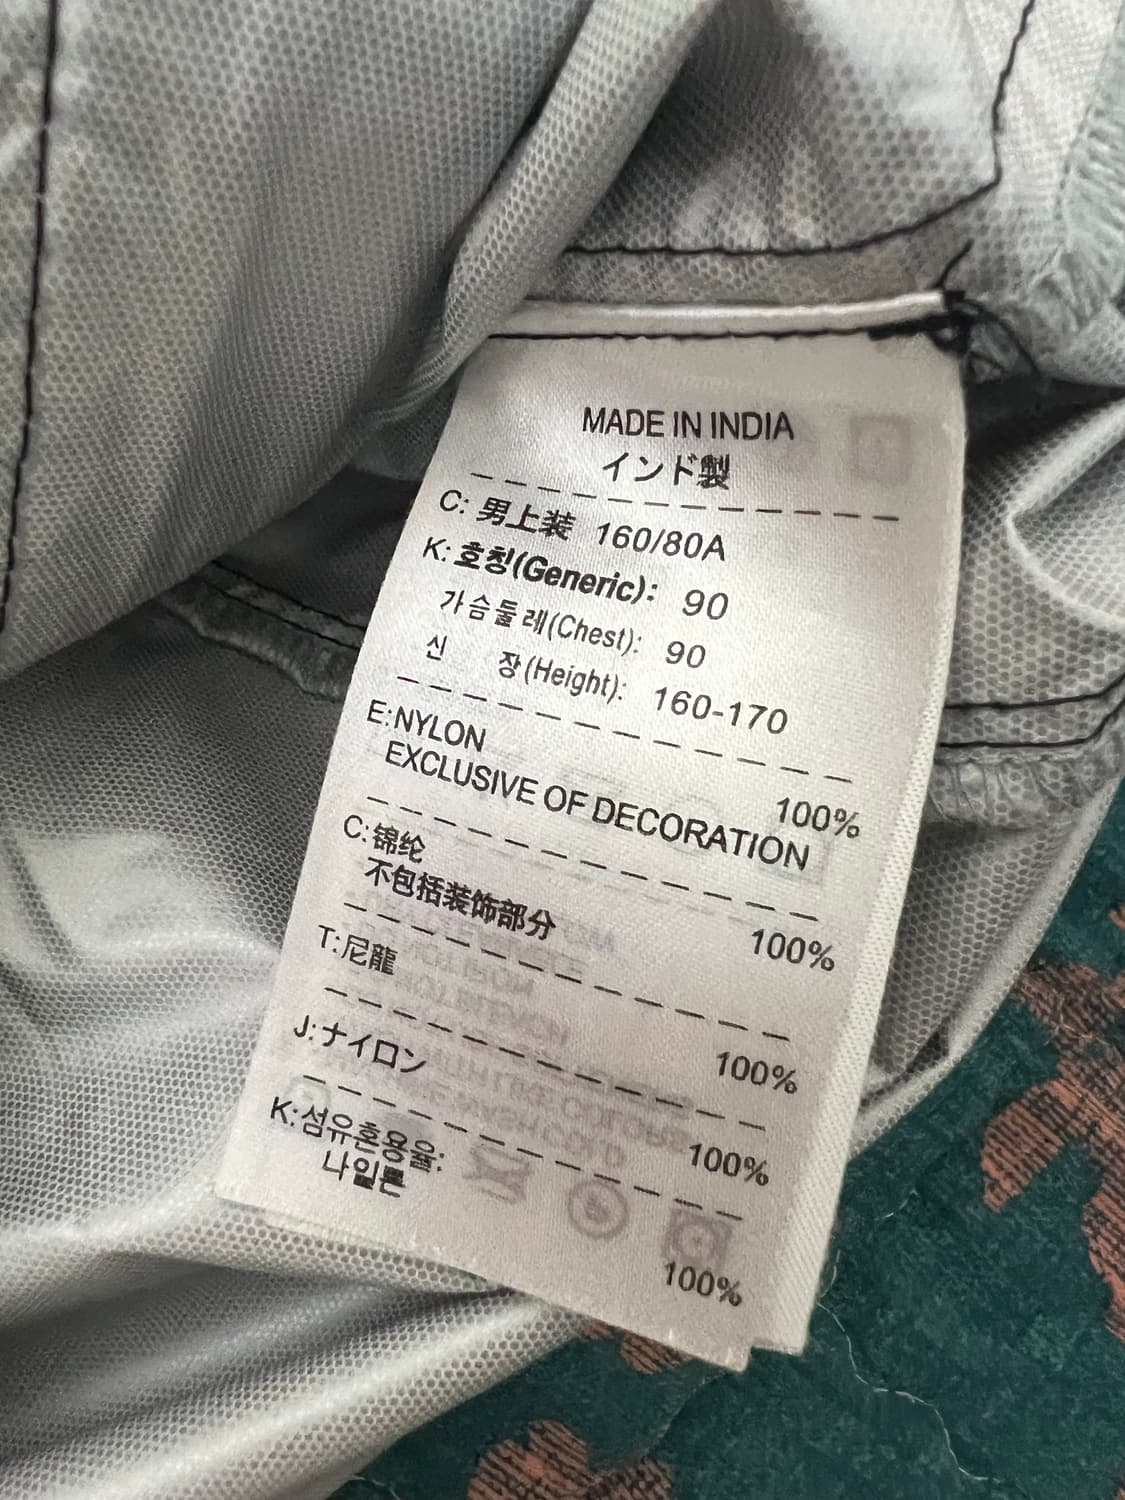 MADE IN INDIA
インド製
C: 男上装 160/80A
K: 호칭(Generic): 90
가슴둘레(Chest): 90
신 장(Height): 160-170
E: NYLON 100%
EXCLUSIVE OF DECORATION
C: 锦纶 100%
不包括装饰部分
T: 尼龍 100%
J: ナイロン 100%
K: 섬유혼용율:
나일론 100%